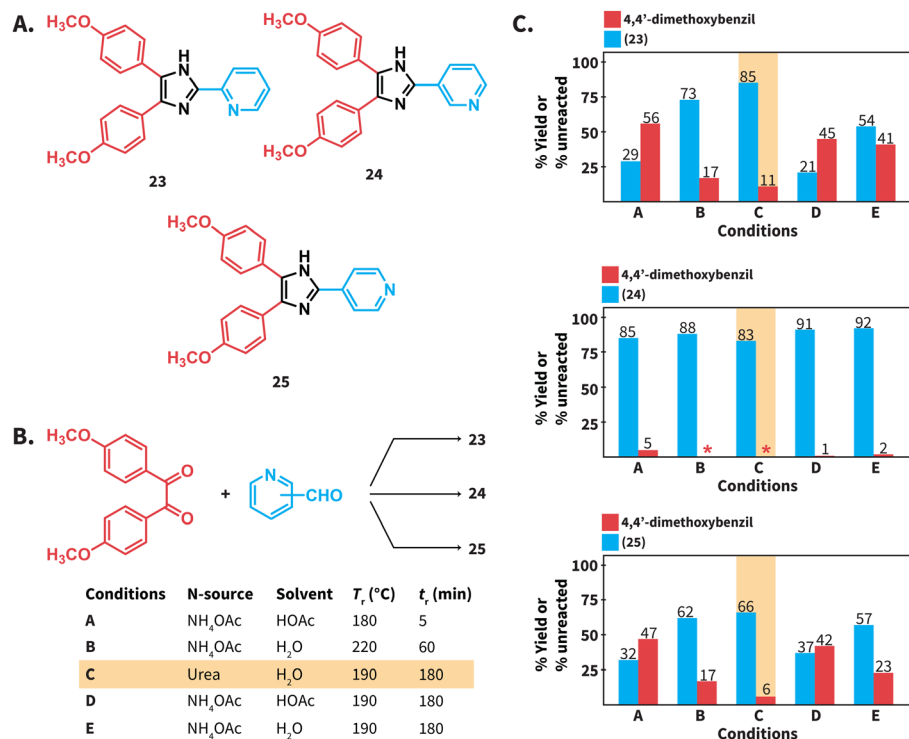 A.
H₃CO
H₃CO
H
N
N
N
23
H₃CO
H₃CO
H
N
N
N
24
H₃CO
H₃CO
H
N
N
N
25
B.
H₃CO
H₃CO
O
O
+
N
CHO
23
24
25
Conditions N-source Solvent Tᵣ (°C) tᵣ (min)
A NH₄OAc HOAc 180 5
B NH₄OAc H₂O 220 60
C Urea H₂O 190 180
D NH₄OAc HOAc 190 180
E NH₄OAc H₂O 190 180
C.
4,4'-dimethoxybenzil
(23)
% Yield or
% unreacted
100
75
50
25
29 56 73 17 85 11 21 45 54 41
A B C D E
Conditions
4,4'-dimethoxybenzil
(24)
% Yield or
% unreacted
100
75
50
25
85 5 88 * 83 * 91 1 92 2
A B C D E
Conditions
4,4'-dimethoxybenzil
(25)
% Yield or
% unreacted
100
75
50
25
32 47 62 17 66 6 37 42 57 23
A B C D E
Conditions